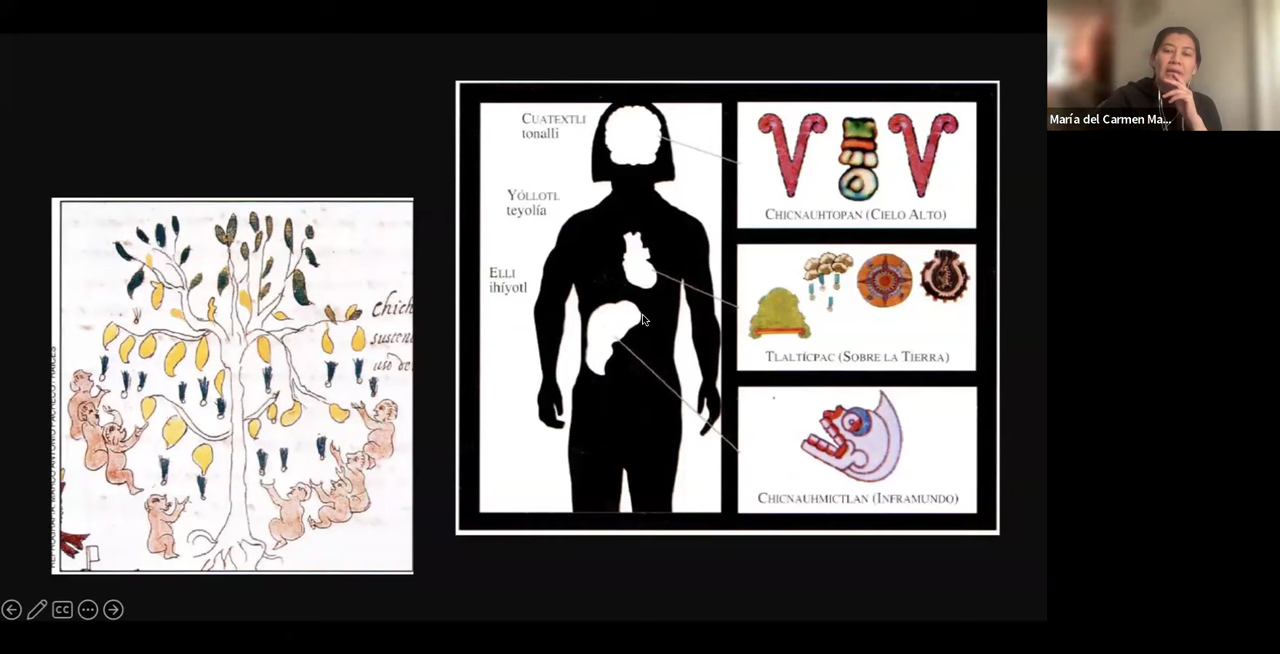 María del Carmen Ma...
CUATEXTLI
tonalli
YÓLLOTL
teyolía
ELLI
ihíyotl
CHICNAUHTOPAN (CIELO ALTO)
TLALTÍCPAC (SOBRE LA TIERRA)
CHICNAUHMICTLAN (INFRAMUNDO)
chich
susten
uso de
CC